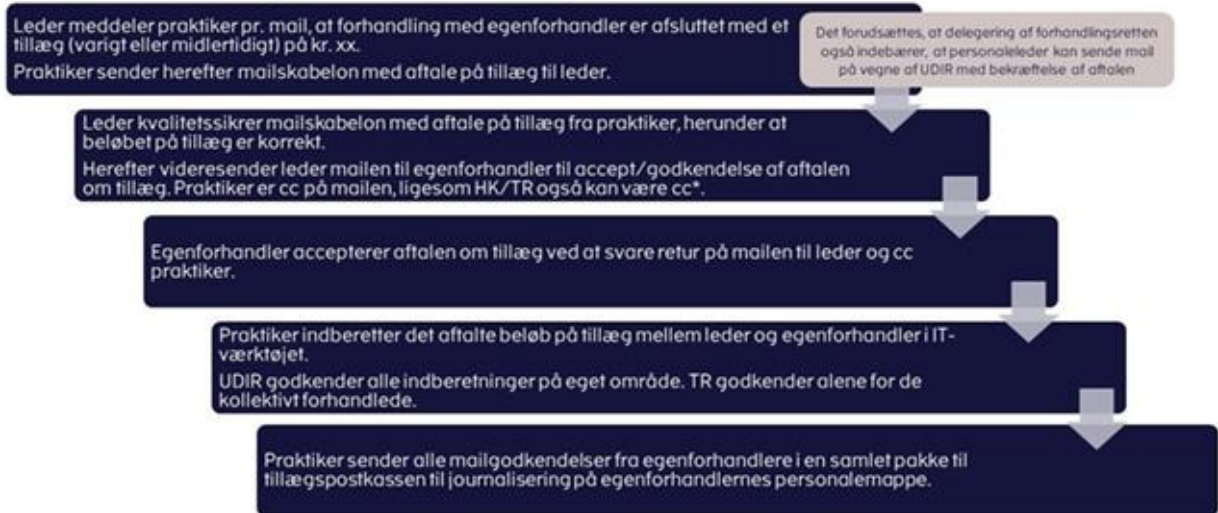 Leder meddeler praktiker pr. mail, at forhandling med egenforhandler er afsluttet med et
tillæg (varigt eller midlertidigt) på kr. xx.
Praktiker sender herefter mailskabelon med aftale på tillæg til leder.
Det forudsættes, at delegering af forhandlingsretten
også indebærer, at personaleleder kan sende mail
på vegne af UDIR med bekræftelse af aftalen
Leder kvalitetssikrer mailskabelon med aftale på tillæg fra praktiker, herunder at
beløbet på tillæg er korrekt.
Herefter videresender leder mailen til egenforhandler til accept/godkendelse af aftalen
om tillæg. Praktiker er cc på mailen, ligesom HK/TR også kan være cc*.
Egenforhandler accepterer aftalen om tillæg ved at svare retur på mailen til leder og cc
praktiker.
Praktiker indberetter det aftalte beløb på tillæg mellem leder og egenforhandler i IT-
værktøjet.
UDIR godkender alle indberetninger på eget område. TR godkender alene for de
kollektivt forhandlede.
Praktiker sender alle mailgodkendelser fra egenforhandlere i en samlet pakke til
tillægspostkassen til journalisering på egenforhandlernes personalemappe.